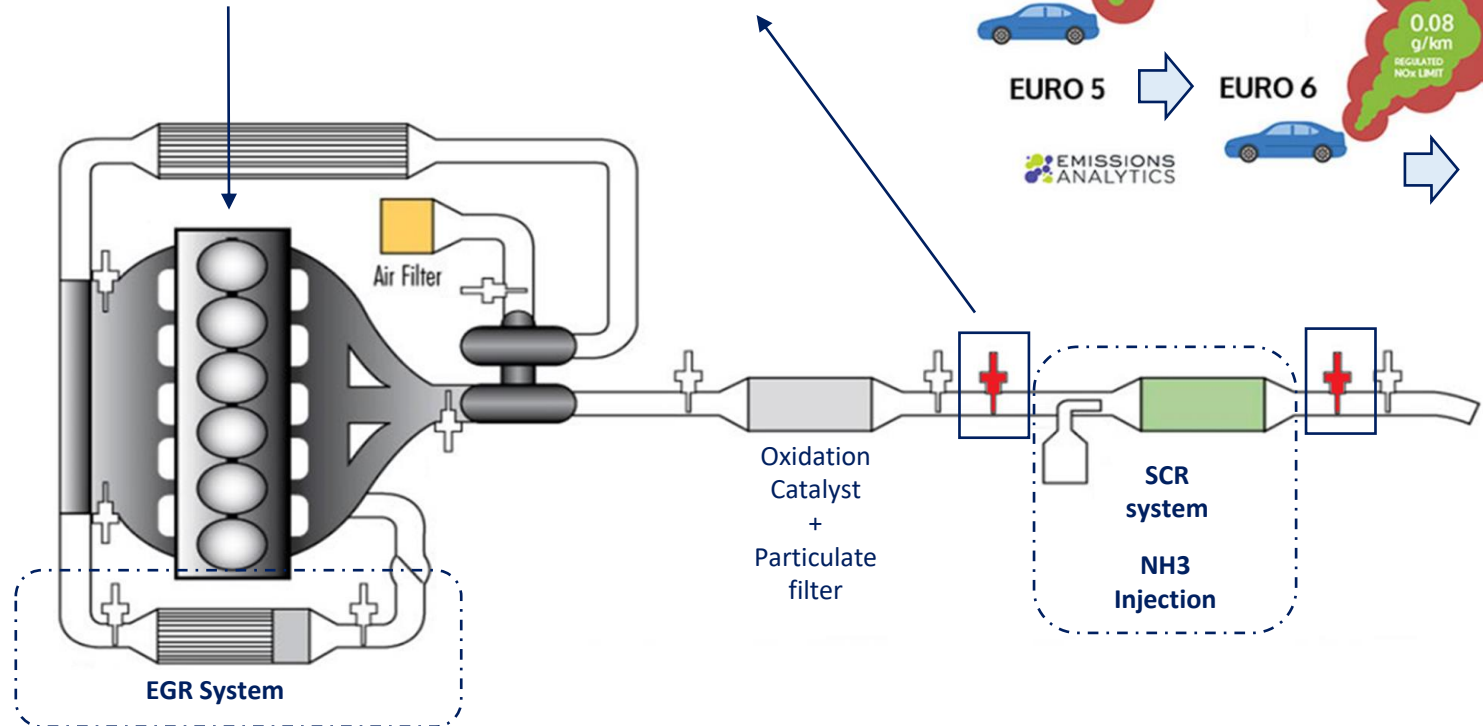 0.08
g/km
REGULATED
NOx LIMIT
EURO 5
EURO 6
EMISSIONS
ANALYTICS
Air Filter
Oxidation
Catalyst
+
Particulate
filter
SCR
system
NH3
Injection
EGR System